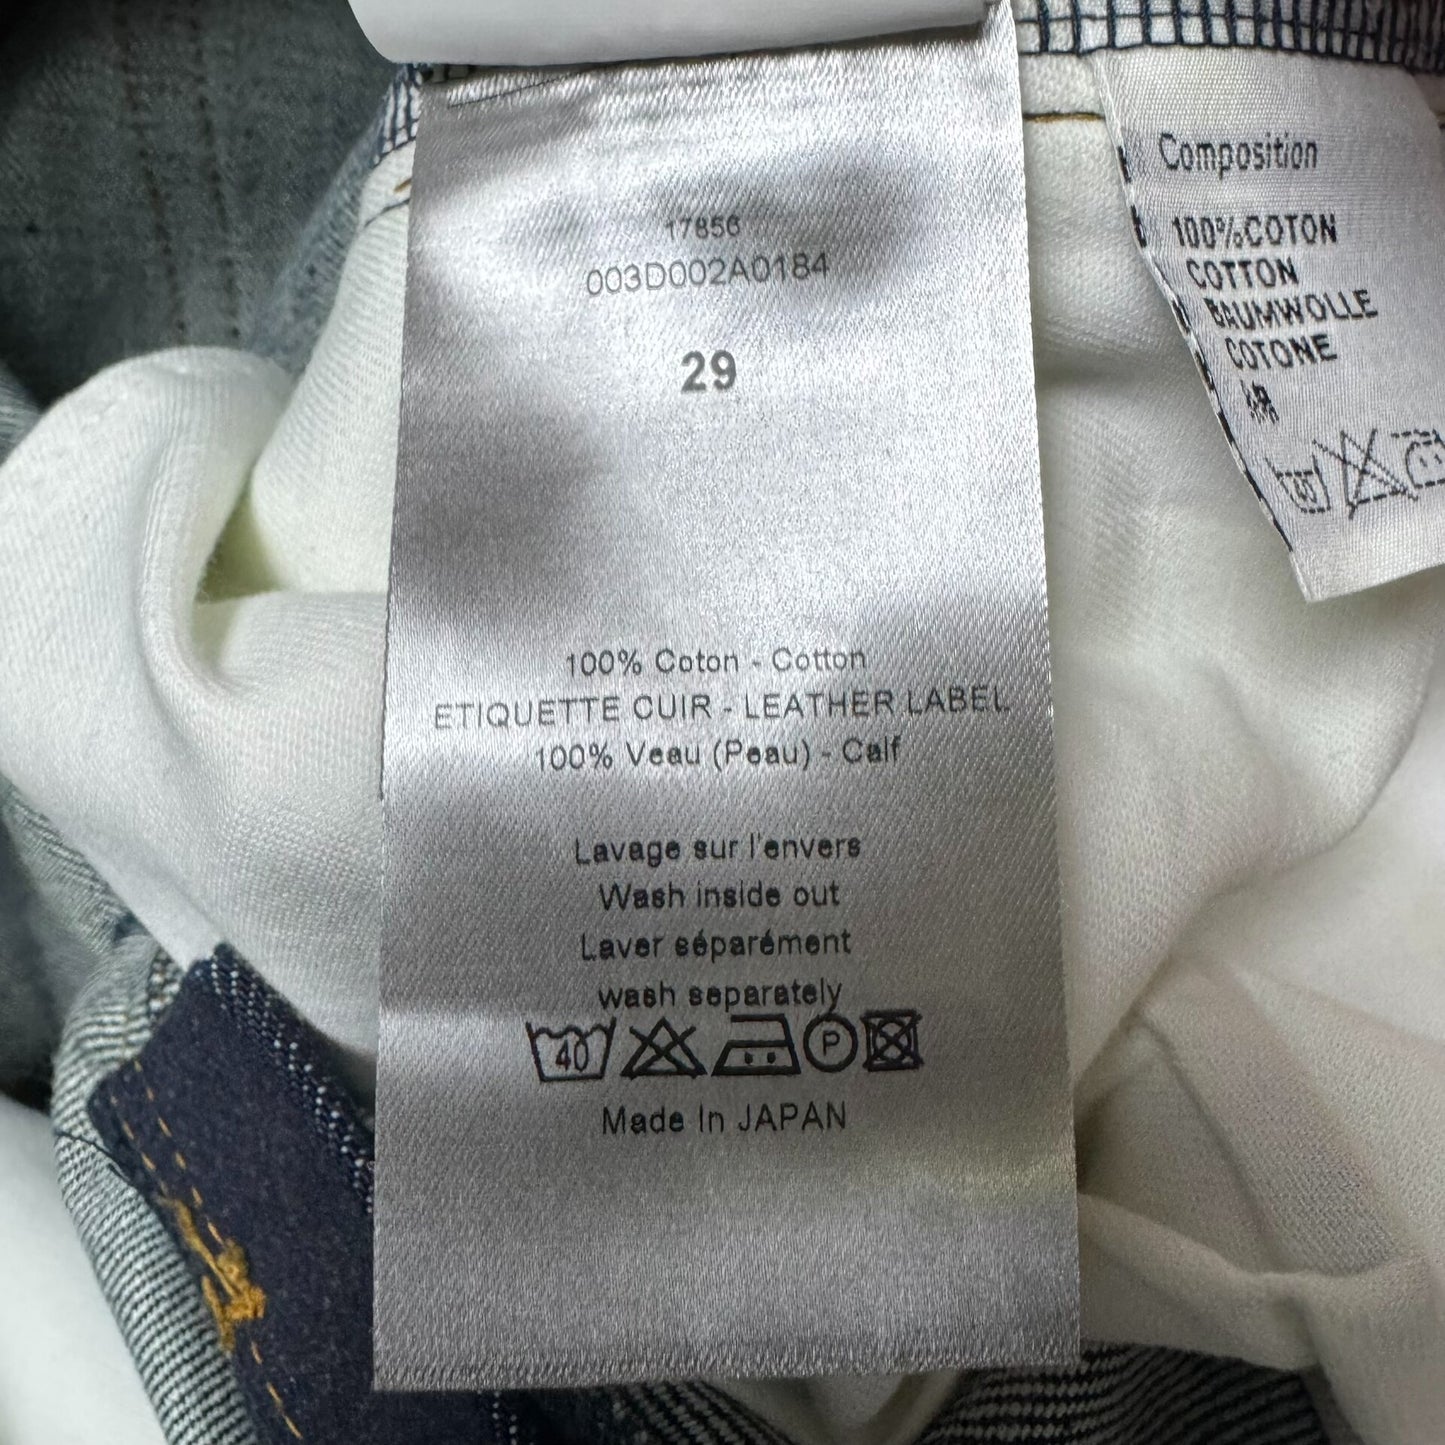 17856
003D002A0184
29
100% Coton - Cotton
ETIQUETTE CUIR - LEATHER LABEL
100% Veau (Peau) - Calf
Lavage sur l'envers
Wash inside out
Laver séparément
wash separately
40 P
Made In JAPAN
Composition
100%COTON
COTTON
BAUMWOLLE
COTONE
40